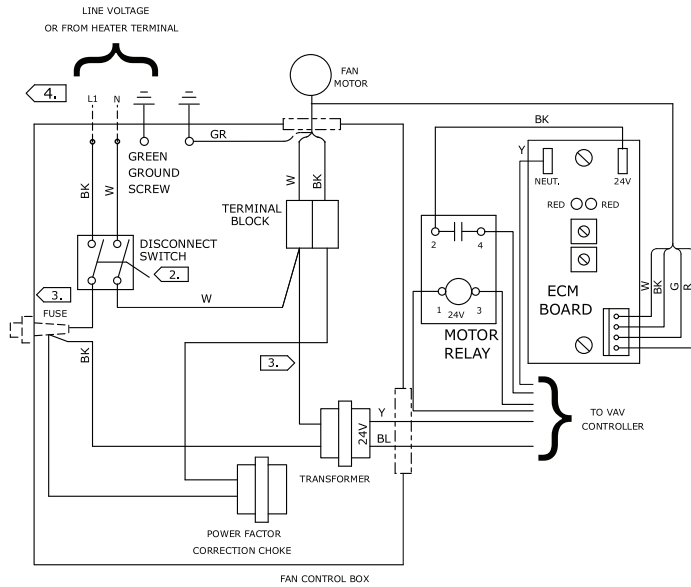 LINE VOLTAGE
OR FROM HEATER TERMINAL
4.
L1
N
FAN
MOTOR
GR
BK
W
GREEN
GROUND
SCREW
W
BK
TERMINAL
BLOCK
DISCONNECT
SWITCH
2.
3.
FUSE
W
BK
3.
BK
Y
NEUT.
24V
RED
RED
2
4
1
24V
3
MOTOR
RELAY
ECM
BOARD
W
BK
G
R
Y
BL
24V
TRANSFORMER
TO VAV
CONTROLLER
POWER FACTOR
CORRECTION CHOKE
FAN CONTROL BOX